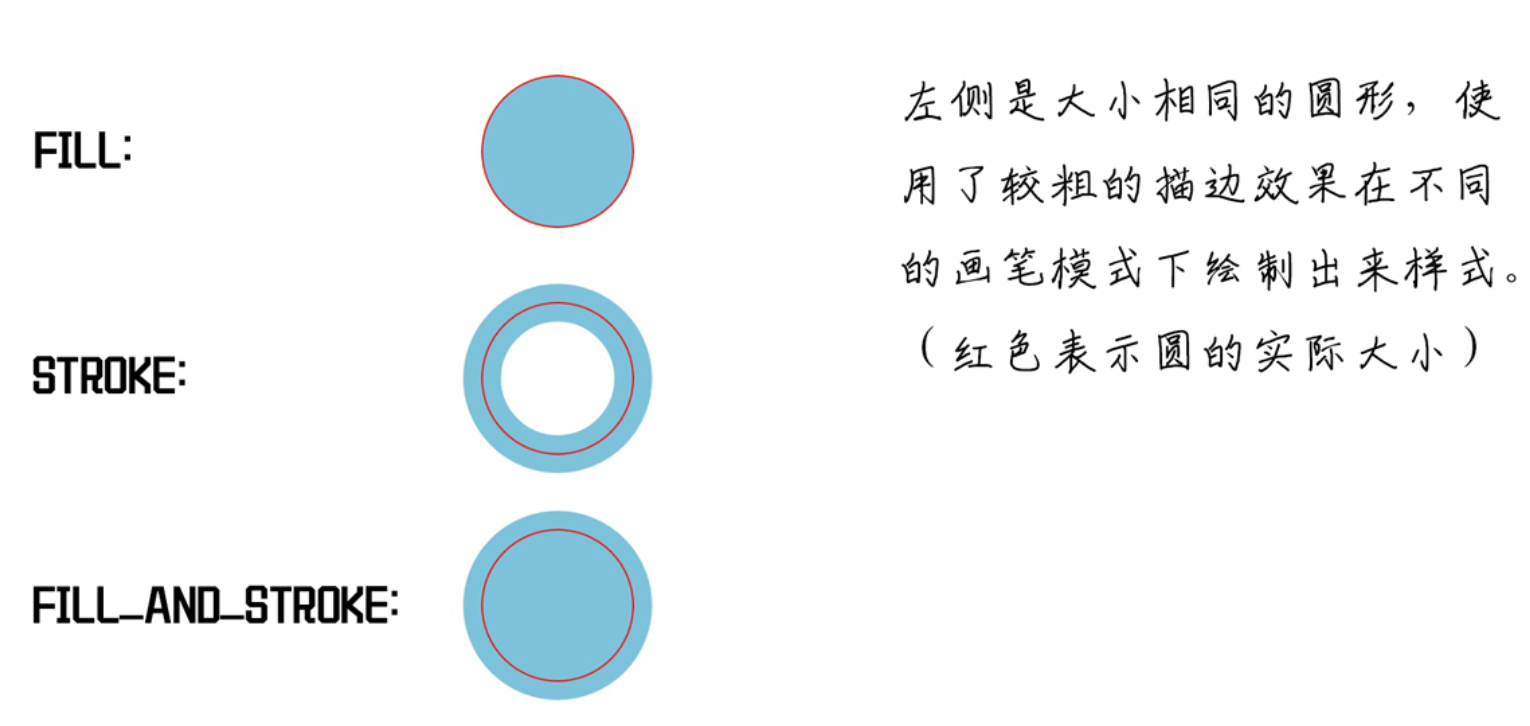 FILL:
STROKE:
FILL_AND_STROKE:
左侧是大小相同的圆形，使
用了较粗的描边效果在不同
的画笔模式下绘制出来样式。
（红色表示圆的实际大小）